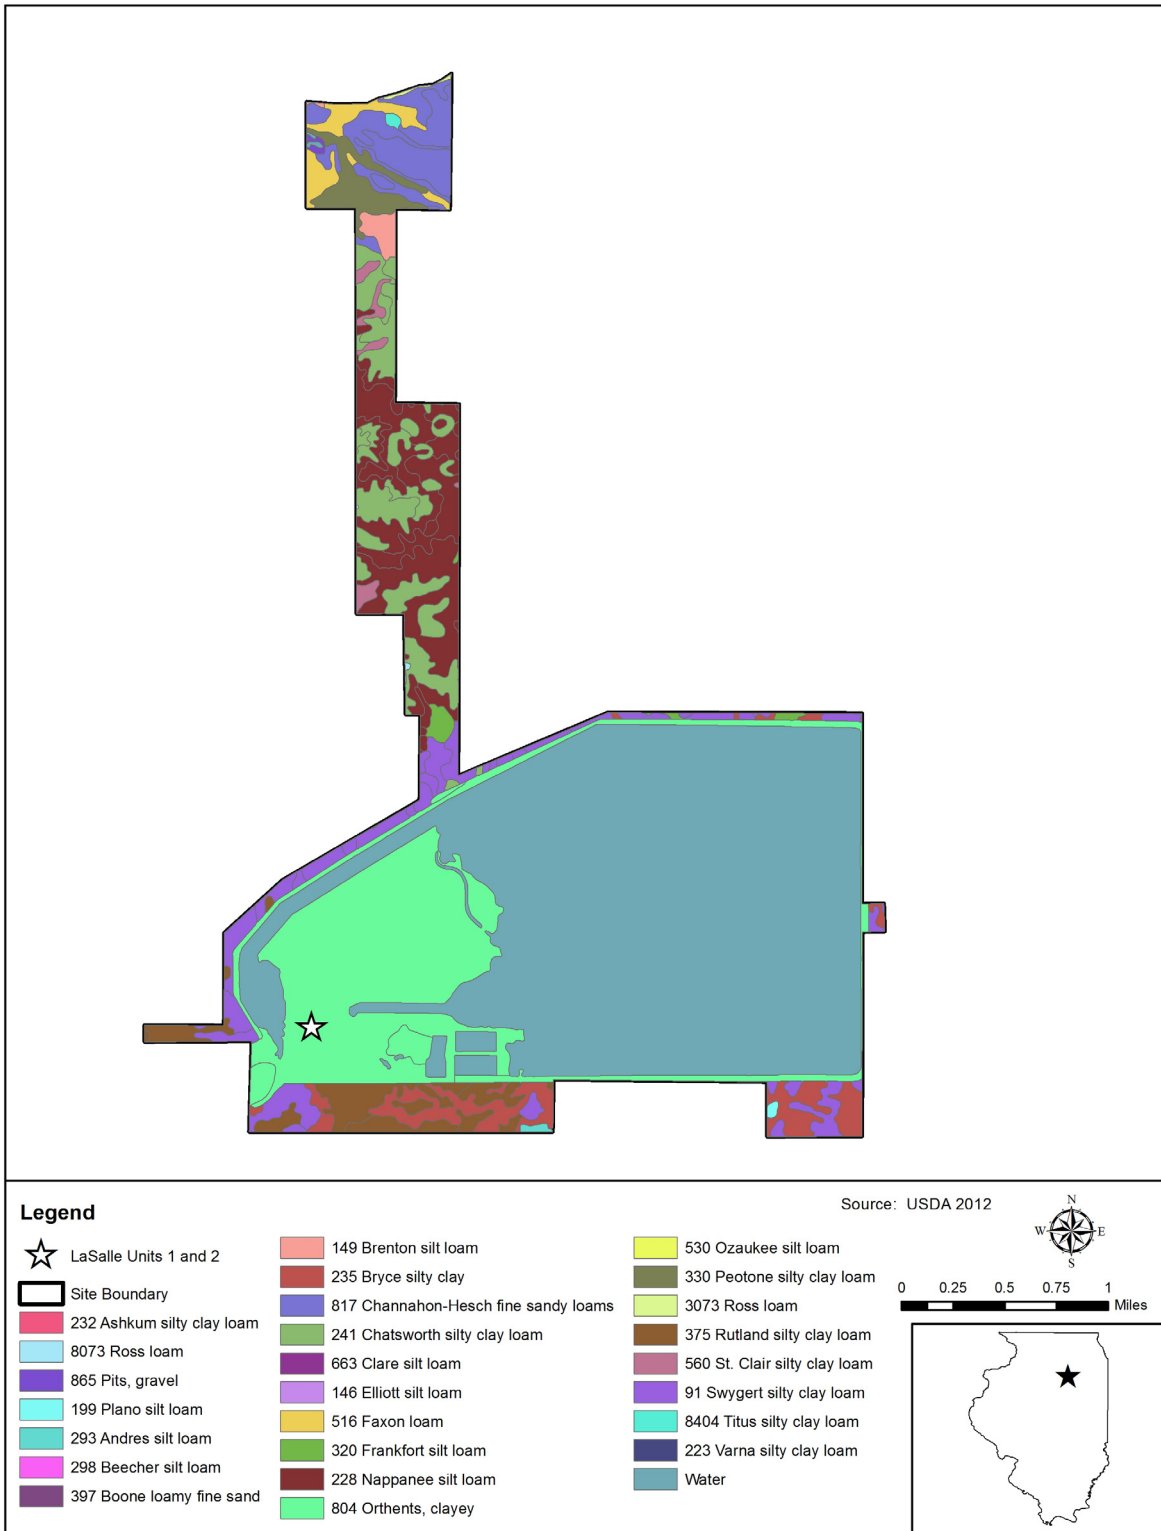 Legend
LaSalle Units 1 and 2
Site Boundary
232 Ashkum silty clay loam
8073 Ross loam
865 Pits, gravel
199 Plano silt loam
293 Andres silt loam
298 Beecher silt loam
397 Boone loamy fine sand
149 Brenton silt loam
235 Bryce silty clay
817 Channahon-Hesch fine sandy loams
241 Chatsworth silty clay loam
663 Clare silt loam
146 Elliott silt loam
516 Faxon loam
320 Frankfort silt loam
228 Nappanee silt loam
804 Orthents, clayey
530 Ozaukee silt loam
330 Peotone silty clay loam
3073 Ross loam
375 Rutland silty clay loam
560 St. Clair silty clay loam
91 Swygert silty clay loam
8404 Titus silty clay loam
223 Varna silty clay loam
Water
Source: USDA 2012
N
W E
S
0 0.25 0.5 0.75 1
Miles